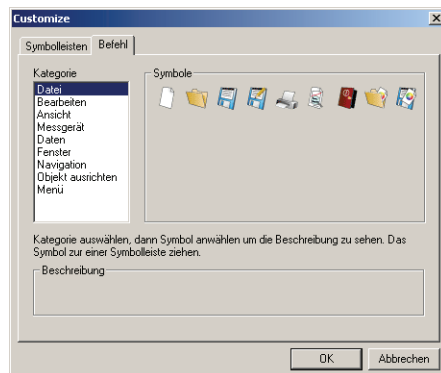 Customize
Symbolleisten Befehl
Kategorie
Datei
Bearbeiten
Ansicht
Messgerät
Daten
Fenster
Navigation
Objekt ausrichten
Menü
Symbole
Kategorie auswählen, dann Symbol anwählen um die Beschreibung zu sehen. Das
Symbol zur einer Symbolleiste ziehen.
Beschreibung
OK Abbrechen